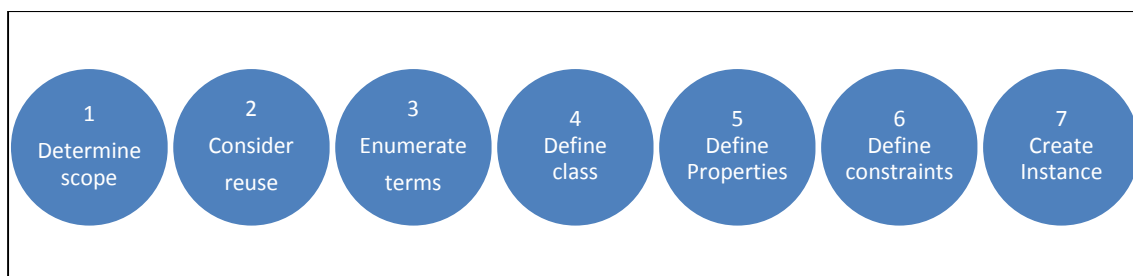 1
Determine
scope
2
Consider
reuse
3
Enumerate
terms
4
Define
class
5
Define
Properties
6
Define
constraints
7
Create
Instance